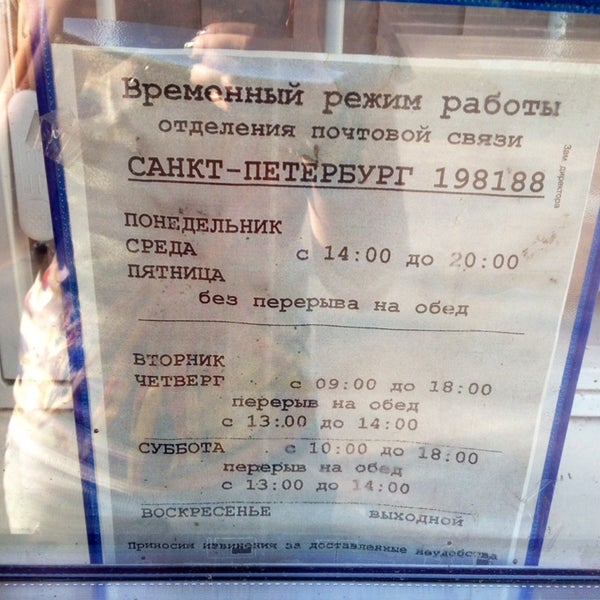 Временный режим работы
отделения почтовой связи
САНКТ-ПЕТЕРБУРГ 198188
Зам. директора
ПОНЕДЕЛЬНИК
СРЕДА с 14:00 до 20:00
ПЯТНИЦА
без перерыва на обед
ВТОРНИК
ЧЕТВЕРГ с 09:00 до 18:00
перерыв на обед
с 13:00 до 14:00
СУББОТА с 10:00 до 18:00
перерыв на обед
с 13:00 до 14:00
ВОСКРЕСЕНЬЕ ВЫХОДНОЙ
Приносим извинения за доставленные неудобства